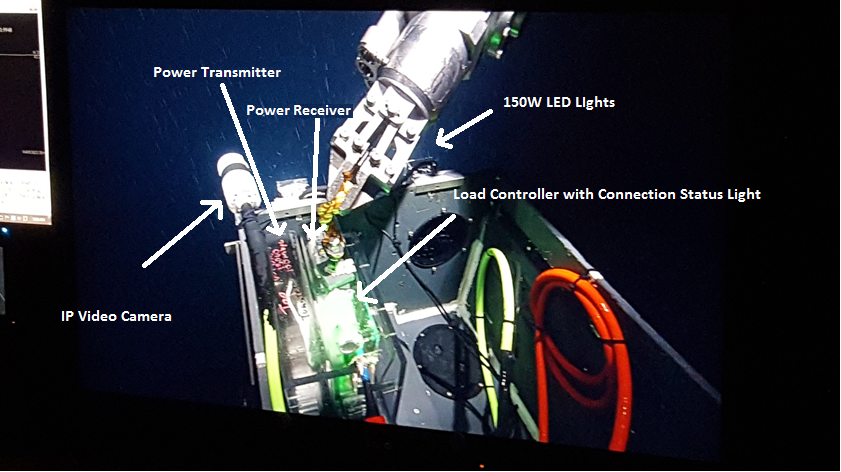 Power Transmitter
Power Receiver
150W LED LIghts
Load Controller with Connection Status Light
IP Video Camera